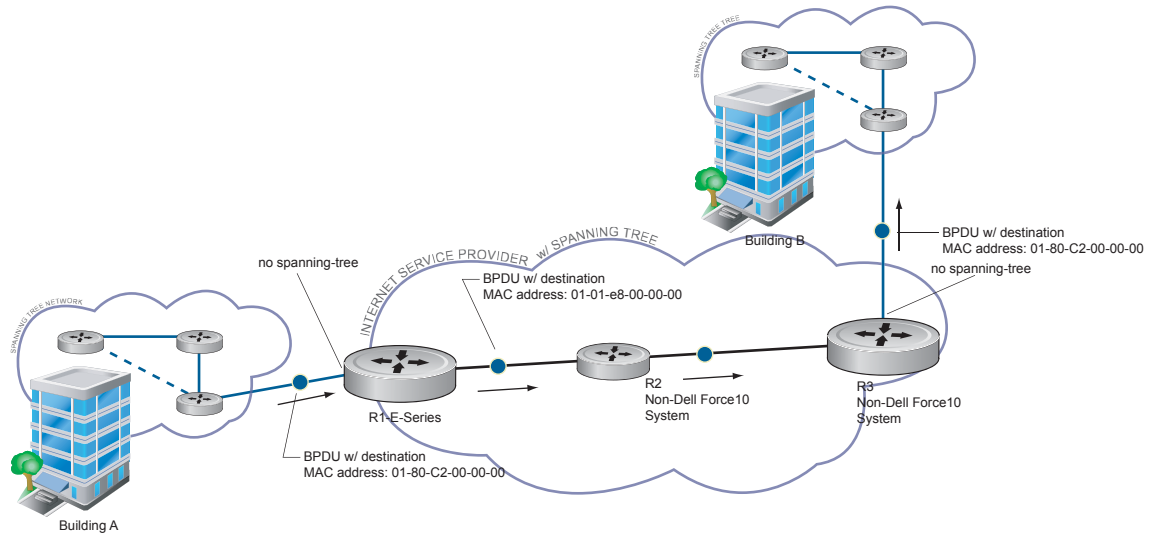 SPANNING TREE TREE
Building B
BPDU w/ destination
MAC address: 01-80-C2-00-00-00
no spanning-tree
INTERNET SERVICE PROVIDER w/ SPANNING TREE
no spanning-tree
BPDU w/ destination
MAC address: 01-01-e8-00-00-00
SPANNING TREE NETWORK
R1-E-Series
R2
Non-Dell Force10
System
R3
Non-Dell Force10
System
BPDU w/ destination
MAC address: 01-80-C2-00-00-00
Building A